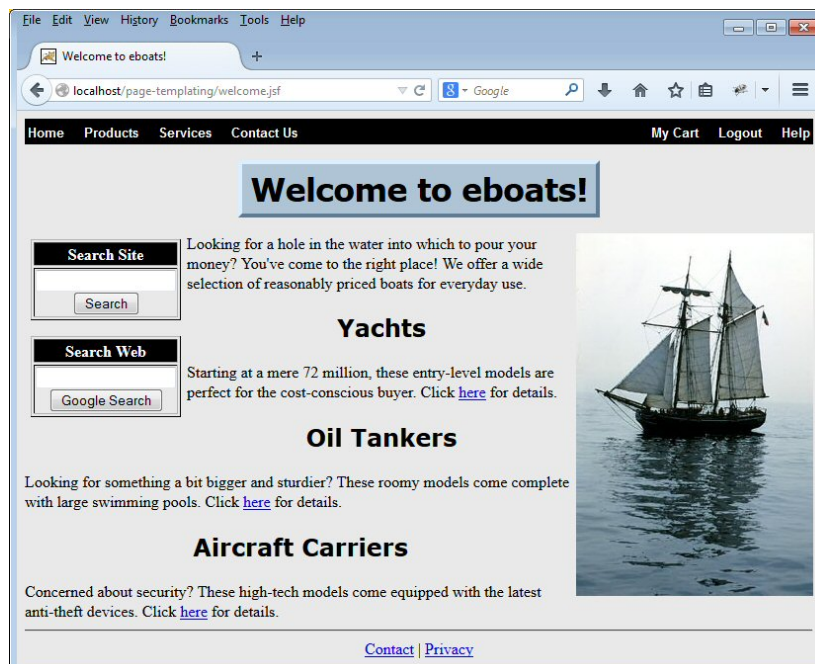 File Edit View History Bookmarks Tools Help
Welcome to eboats! +
localhost/page-templating/welcome.jsf 8 Google
Home Products Services Contact Us My Cart Logout Help
Welcome to eboats!
Search Site
Search
Search Web
Google Search
Looking for a hole in the water into which to pour your
money? You've come to the right place! We offer a wide
selection of reasonably priced boats for everyday use.
Yachts
Starting at a mere 72 million, these entry-level models are
perfect for the cost-conscious buyer. Click here for details.
Oil Tankers
Looking for something a bit bigger and sturdier? These roomy models come complete
with large swimming pools. Click here for details.
Aircraft Carriers
Concerned about security? These high-tech models come equipped with the latest
anti-theft devices. Click here for details.
Contact | Privacy